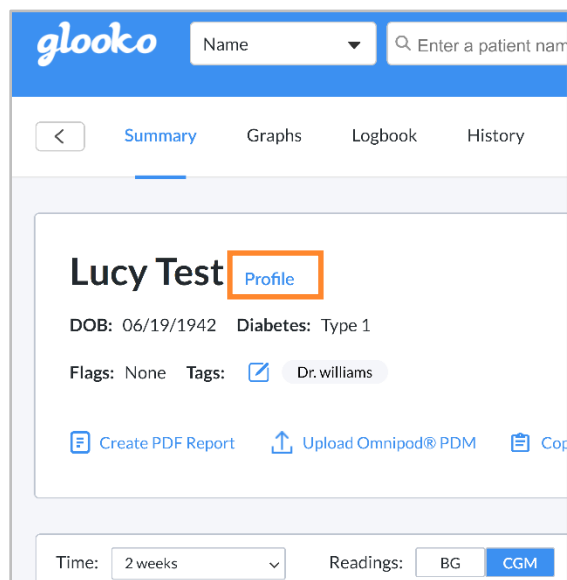 glooko Name Enter a patient nam
Summary Graphs Logbook History
Lucy Test Profile
DOB: 06/19/1942 Diabetes: Type 1
Flags: None Tags: Dr. williams
Create PDF Report Upload Omnipod® PDM Cop
Time: 2 weeks Readings: BG CGM